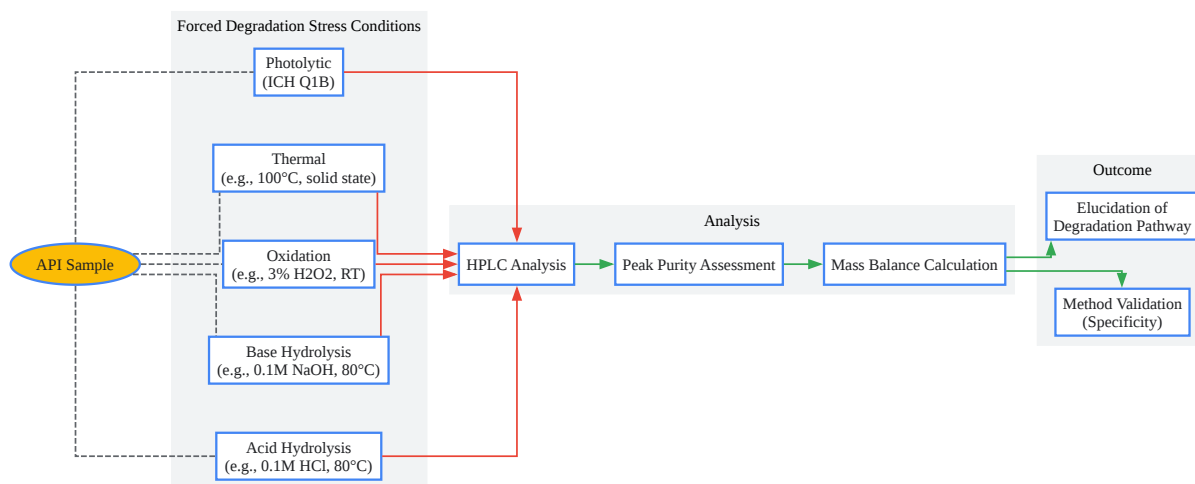 Forced Degradation Stress Conditions
Photolytic
(ICH Q1B)
Thermal
(e.g., 100°C, solid state)
Oxidation
(e.g., 3% H2O2, RT)
Base Hydrolysis
(e.g., 0.1M NaOH, 80°C)
Acid Hydrolysis
(e.g., 0.1M HCl, 80°C)
API Sample
Analysis
HPLC Analysis
Peak Purity Assessment
Mass Balance Calculation
Outcome
Elucidation of
Degradation Pathway
Method Validation
(Specificity)